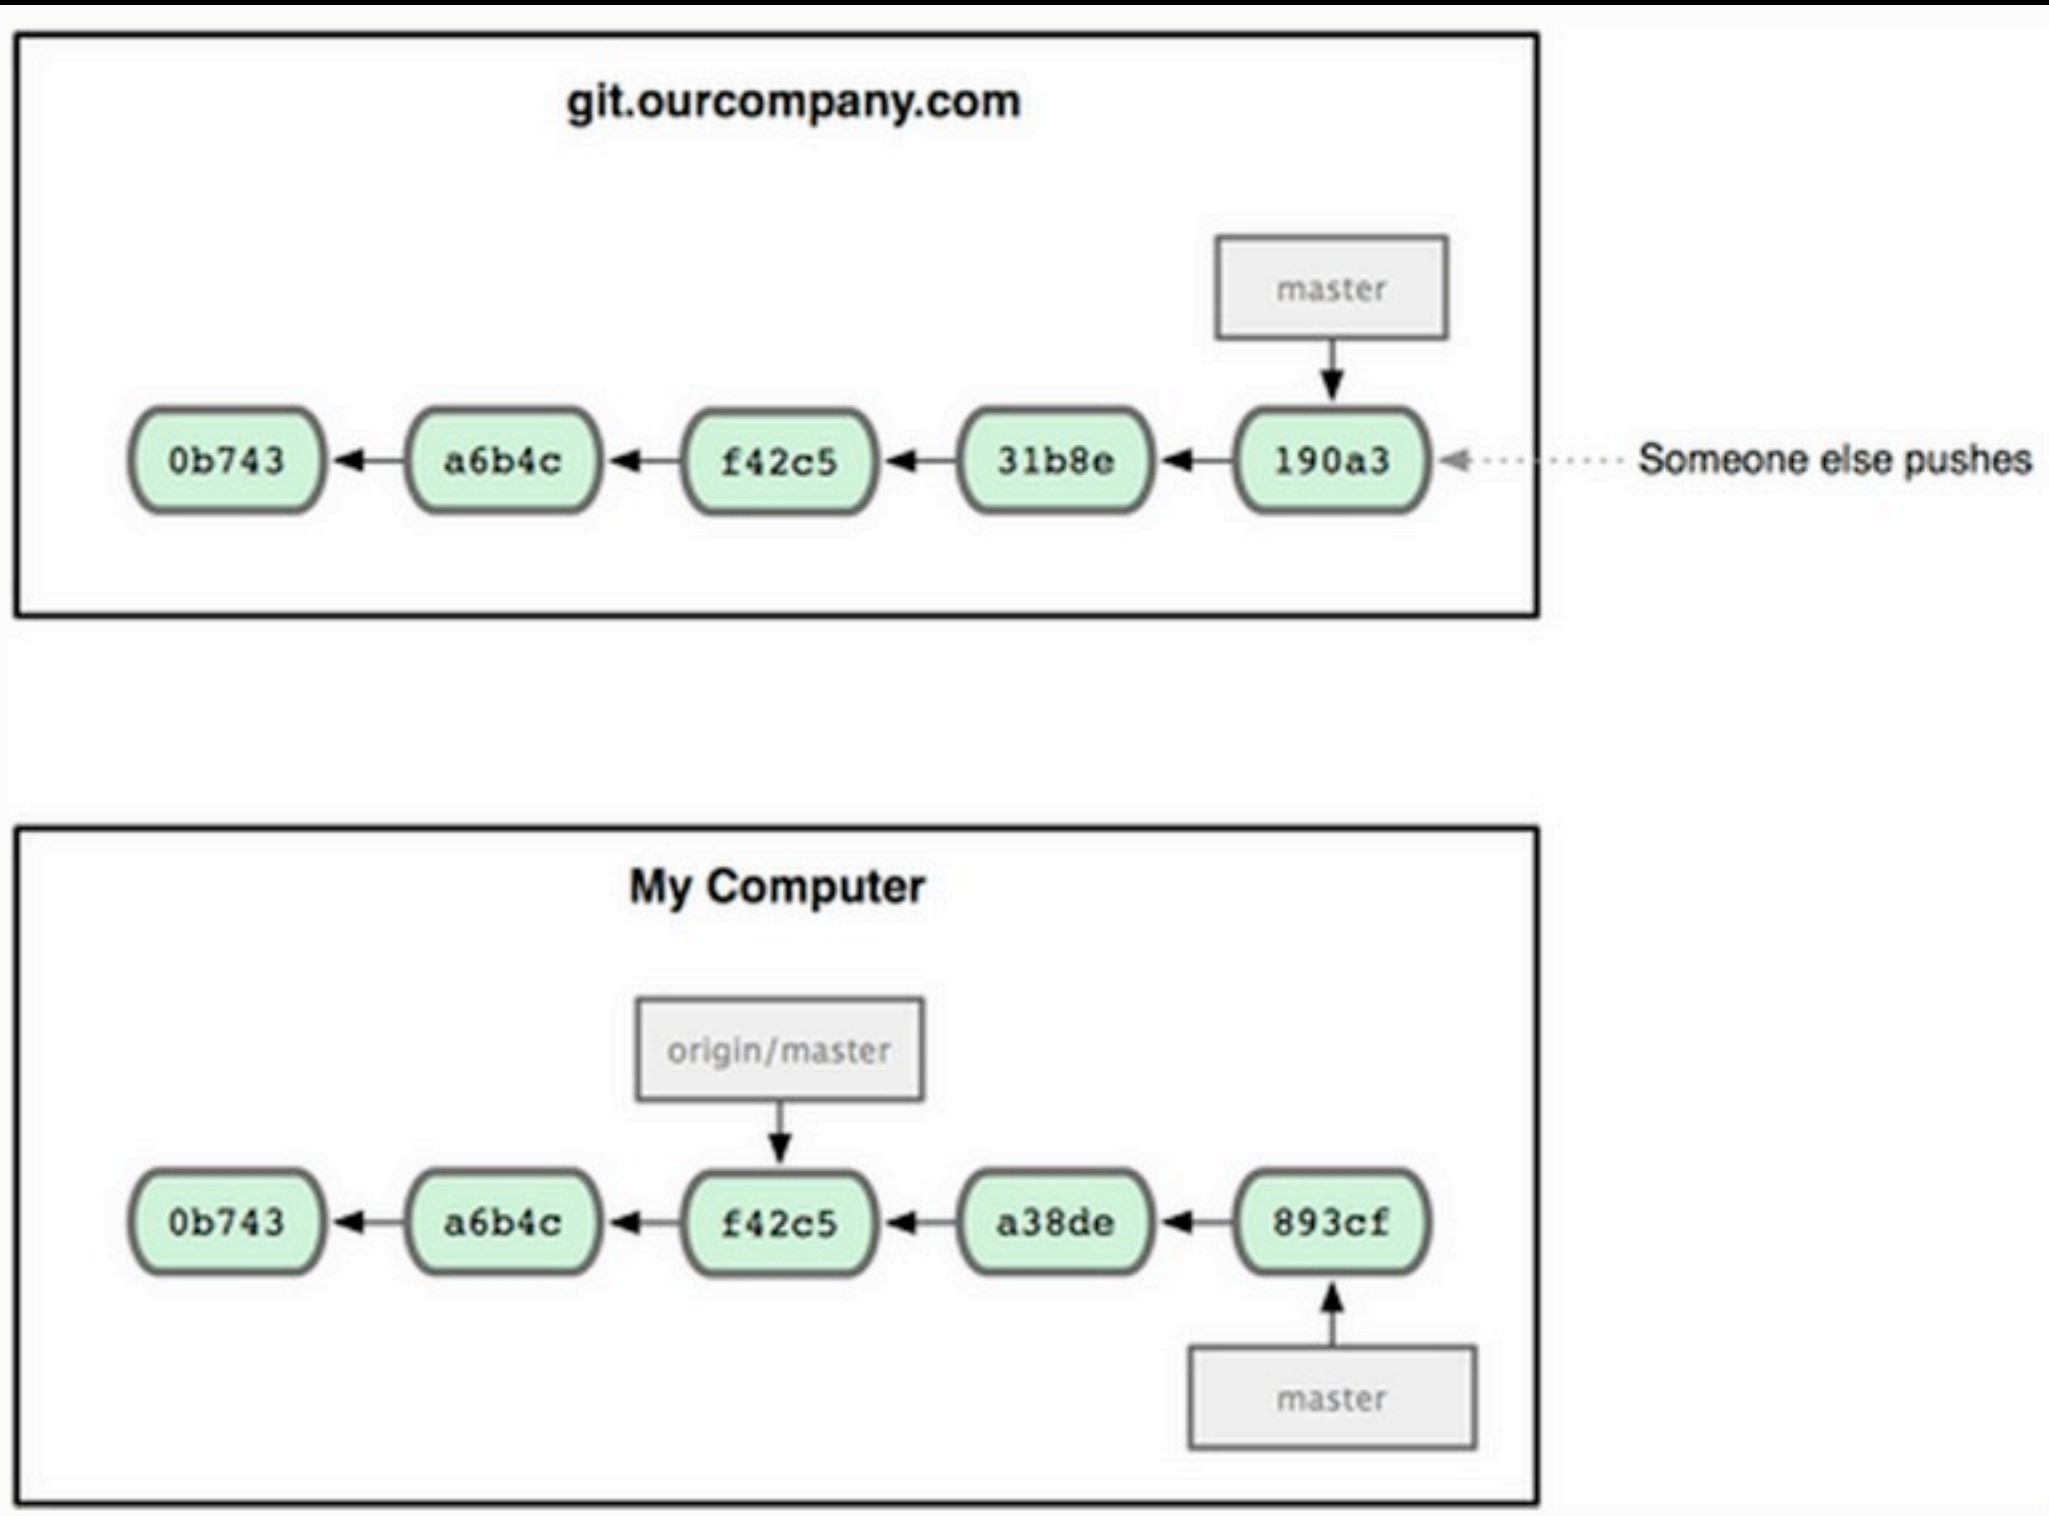 git.ourcompany.com
master
0b743 a6b4c f42c5 31b8e 190a3 Someone else pushes
My Computer
origin/master
0b743 a6b4c f42c5 a38de 893cf
master